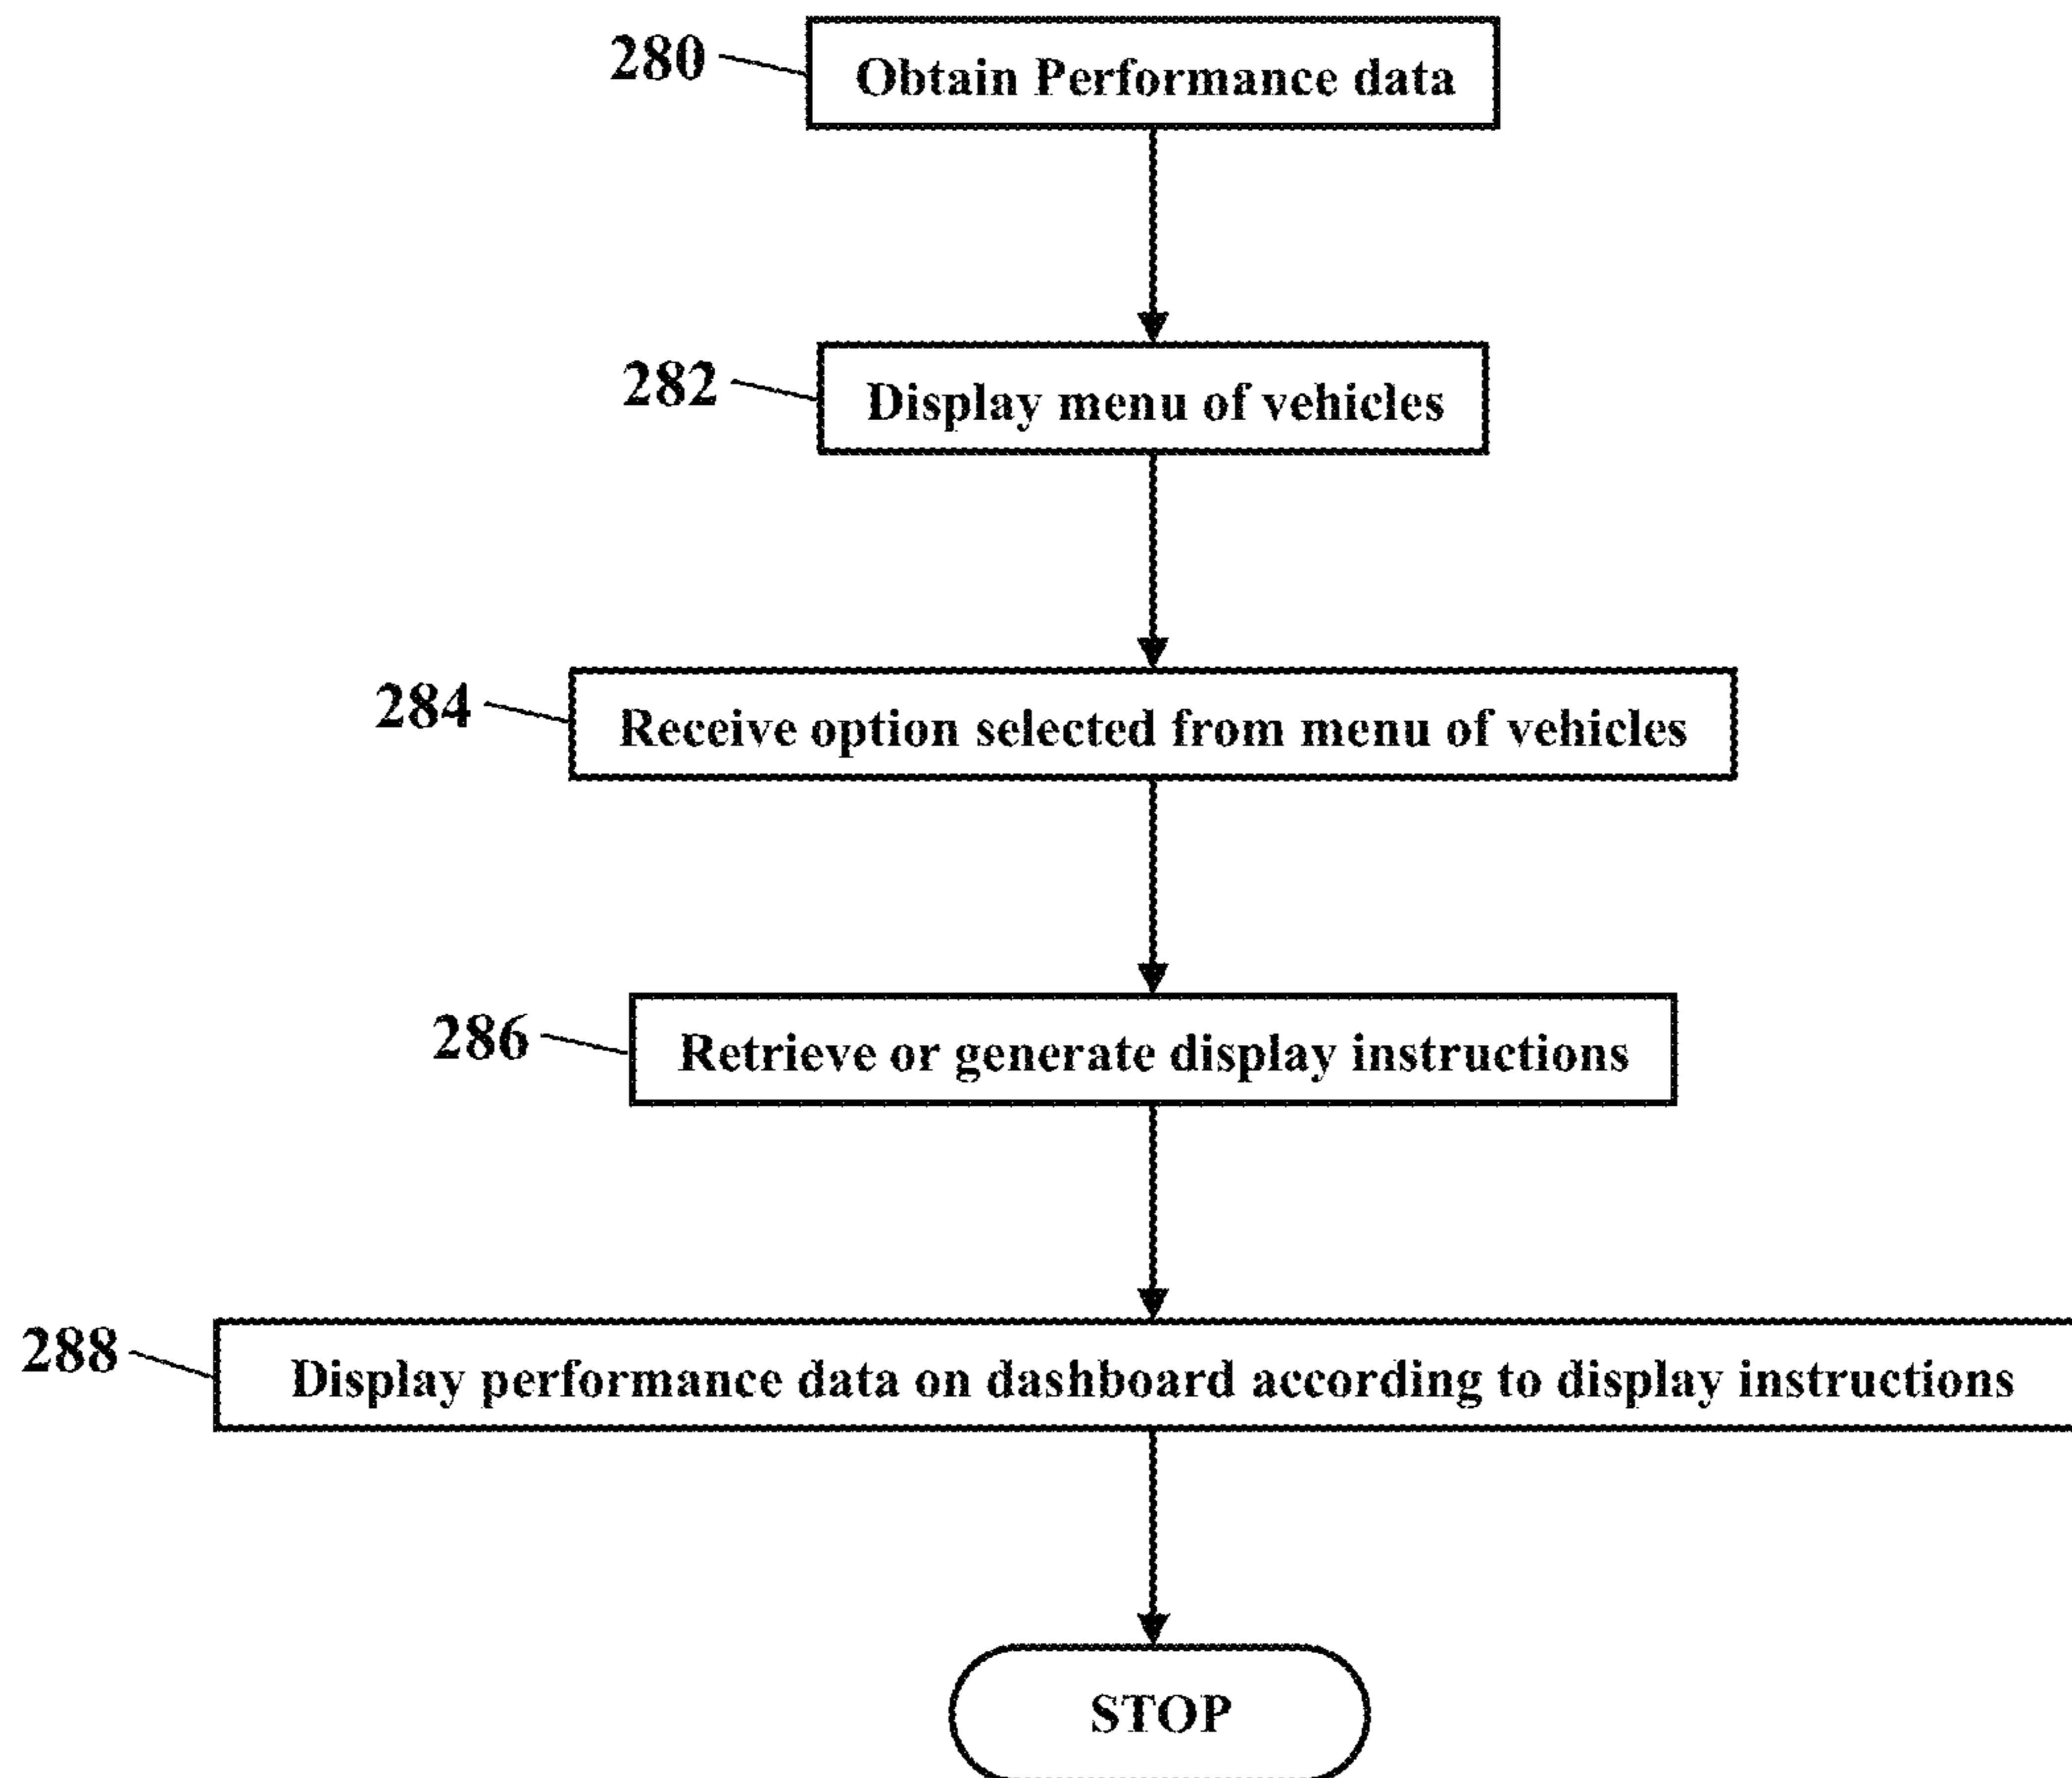 280 Obtain Performance data
282 Display menu of vehicles
284 Receive option selected from menu of vehicles
286 Retrieve or generate display instructions
288 Display performance data on dashboard according to display instructions
STOP